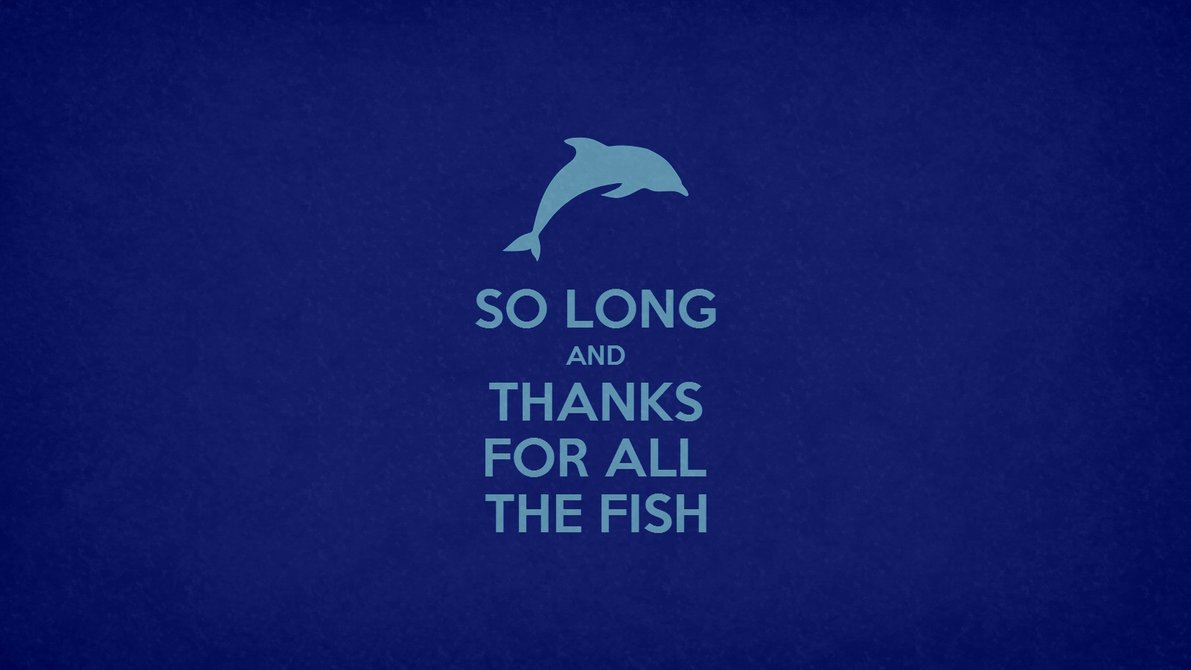 SO LONG
AND
THANKS
FOR ALL
THE FISH